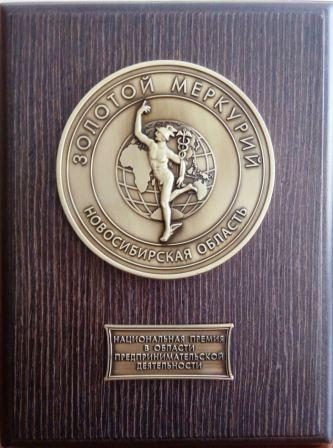 ЗОЛОТОЙ МЕРКУРИЙ
НОВОСИБИРСКАЯ ОБЛАСТЬ
НАЦИОНАЛЬНАЯ ПРЕМИЯ
В ОБЛАСТИ
ПРЕДПРИНИМАТЕЛЬСКОЙ
ДЕЯТЕЛЬНОСТИ